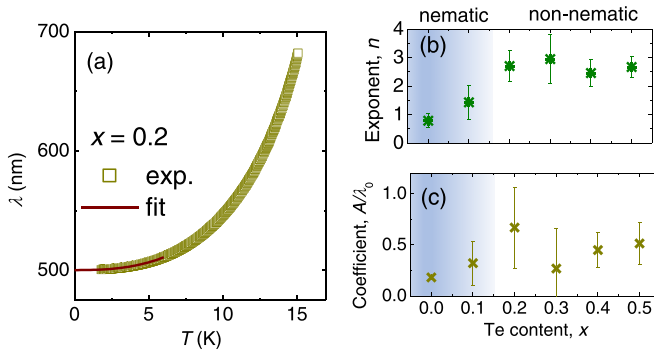 (a)
x = 0.2
exp.
fit
λ (nm)
700
600
500
0
5
10
15
T (K)
nematic
non-nematic
(b)
Exponent, n
4
3
2
1
0
(c)
Coefficient, A/λ₀
1.0
0.5
0.0
0.0
0.1
0.2
0.3
0.4
0.5
Te content, x